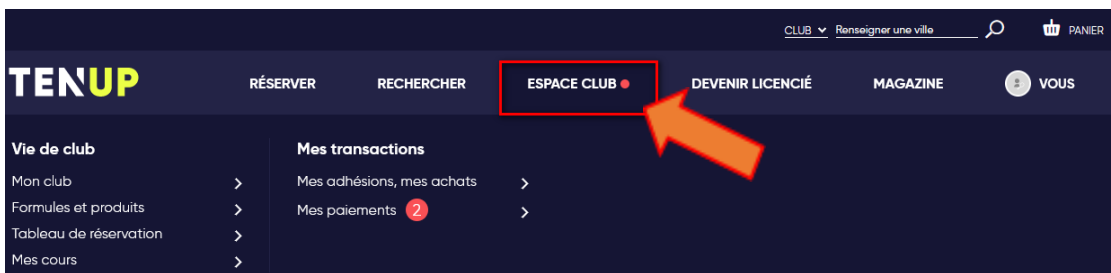 CLUB Renseigner une ville PANIER
TENUP RÉSERVER RECHERCHER ESPACE CLUB DEVENIR LICENCIÉ MAGAZINE VOUS
Vie de club Mes transactions
Mon club Mes adhésions, mes achats
Formules et produits Mes paiements 2
Tableau de réservation
Mes cours